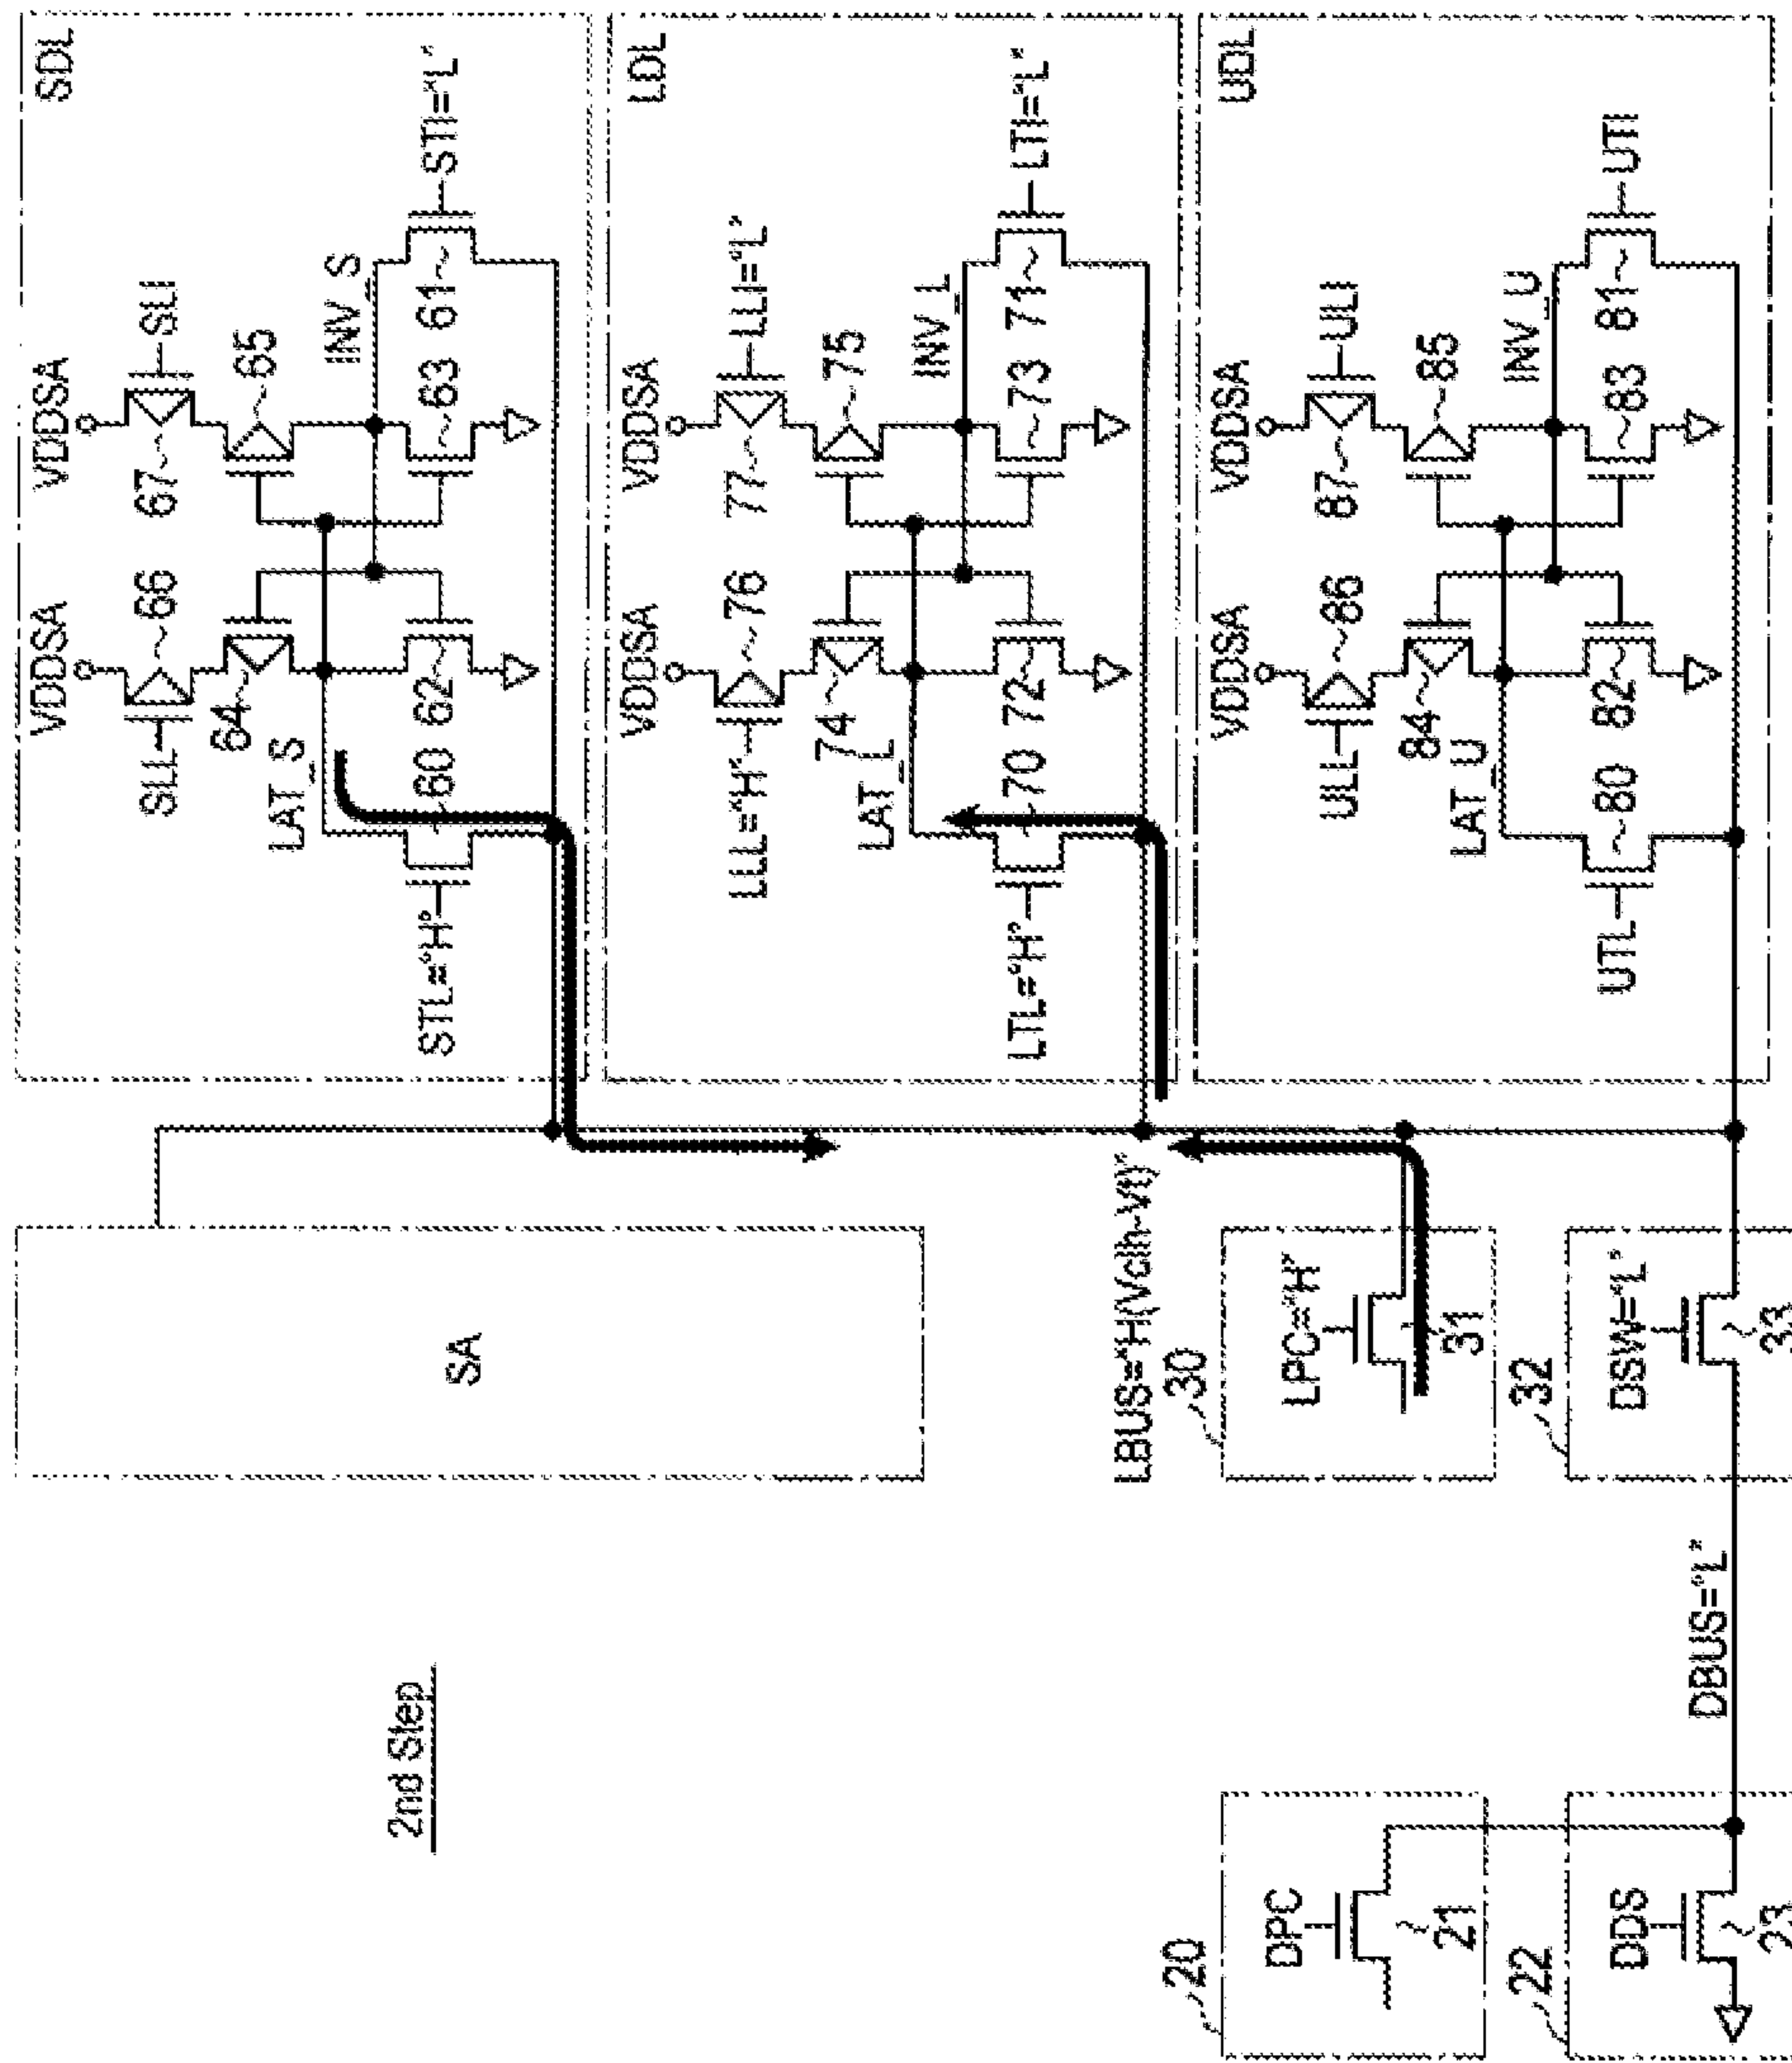 2nd Step
SA
SDL
VDDSA
VDDSA
SLL
66
67
SLI
64
65
LAT_S
INV_S
STL="H"
60
62
63
61
STI="L"
LDL
VDDSA
VDDSA
LLL="H"
76
77
LLI="L"
74
75
LAT_L
INV_L
LTL="H"
70
72
73
71
LTI="L"
LBUS="H(Vclh-Vt)"
UDL
VDDSA
VDDSA
ULL
86
87
ULI
84
85
LAT_U
INV_U
UTL
80
82
83
81
UTI
20
DPC
21
30
LPC="H"
31
22
DDS
23
DBUS="L"
32
DSW="L"
33